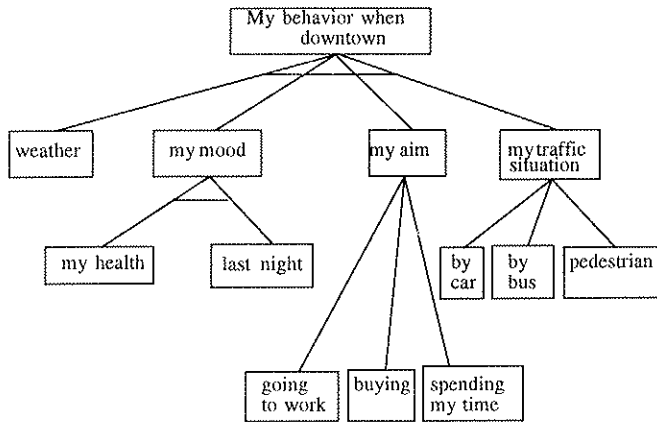 My behavior when
downtown
weather
my mood
my aim
my traffic
situation
my health
last night
by
car
by
bus
pedestrian
going
to work
buying
spending
my time